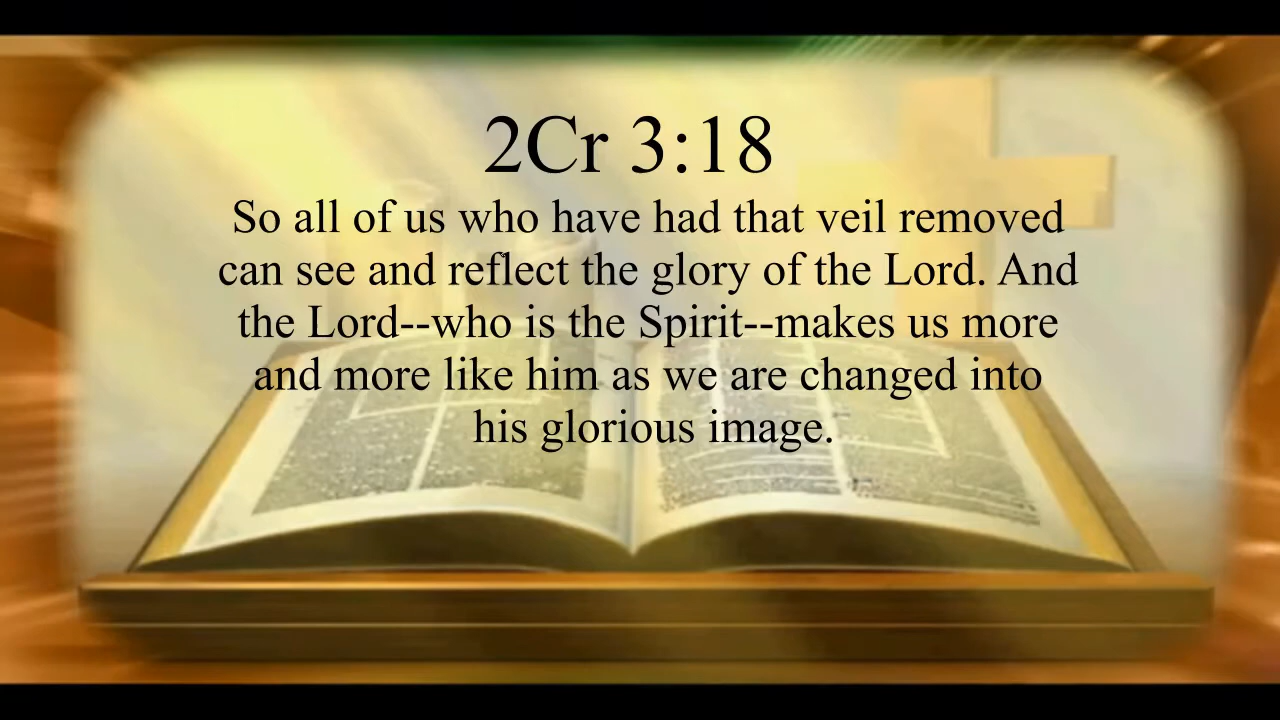 2Cr 3:18
So all of us who have had that veil removed
can see and reflect the glory of the Lord. And
the Lord--who is the Spirit--makes us more
and more like him as we are changed into
his glorious image.